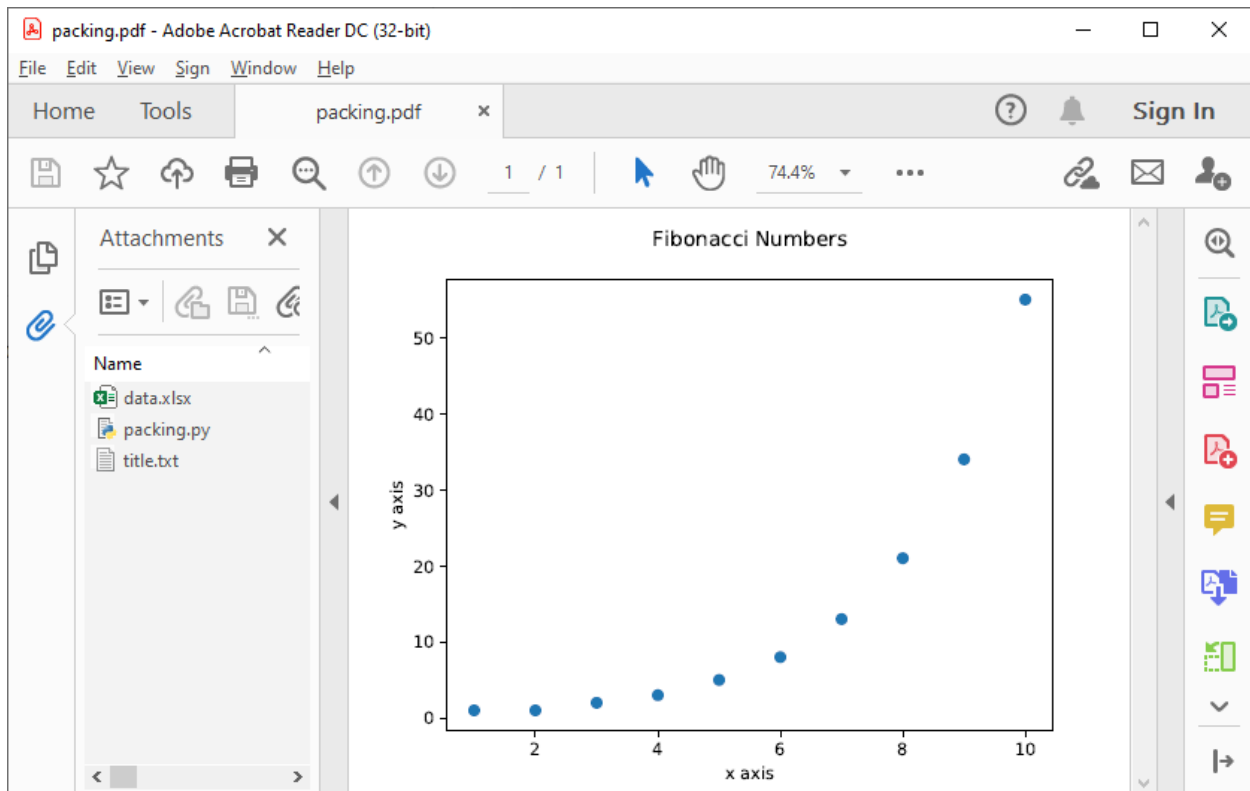 packing.pdf - Adobe Acrobat Reader DC (32-bit)
File Edit View Sign Window Help
Home Tools packing.pdf × ? Sign In
1 / 1 74.4%
Attachments
Name
data.xlsx
packing.py
title.txt
Fibonacci Numbers
50
40
30
20
10
0
y axis
2 4 6 8 10
x axis